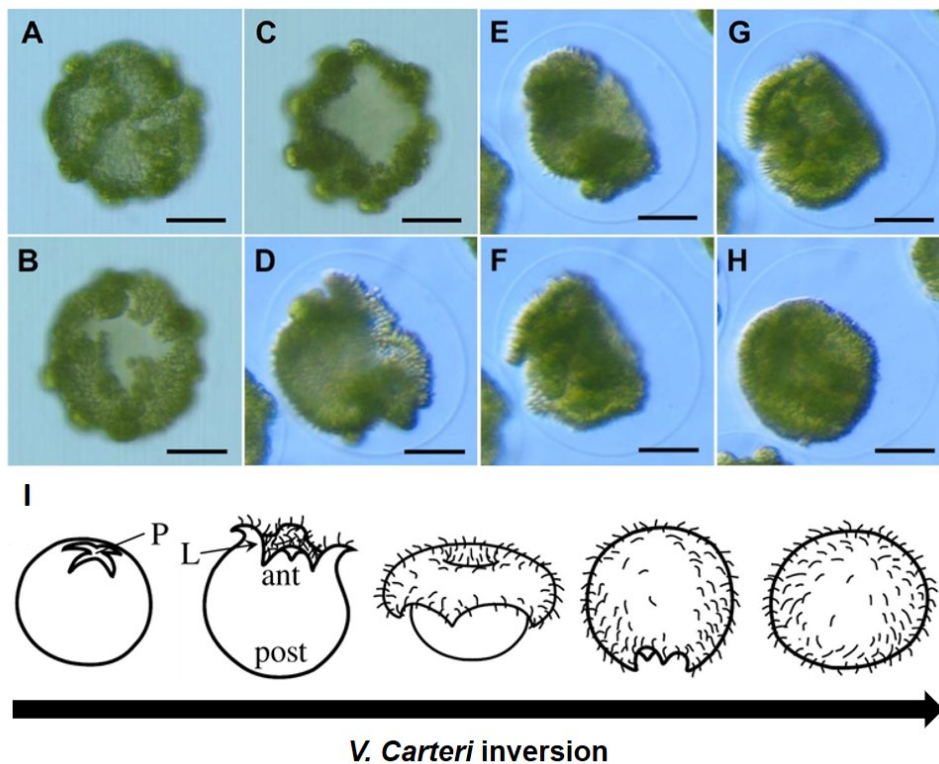 A C E G
B D F H
I
P
L
ant
post
V. Carteri inversion